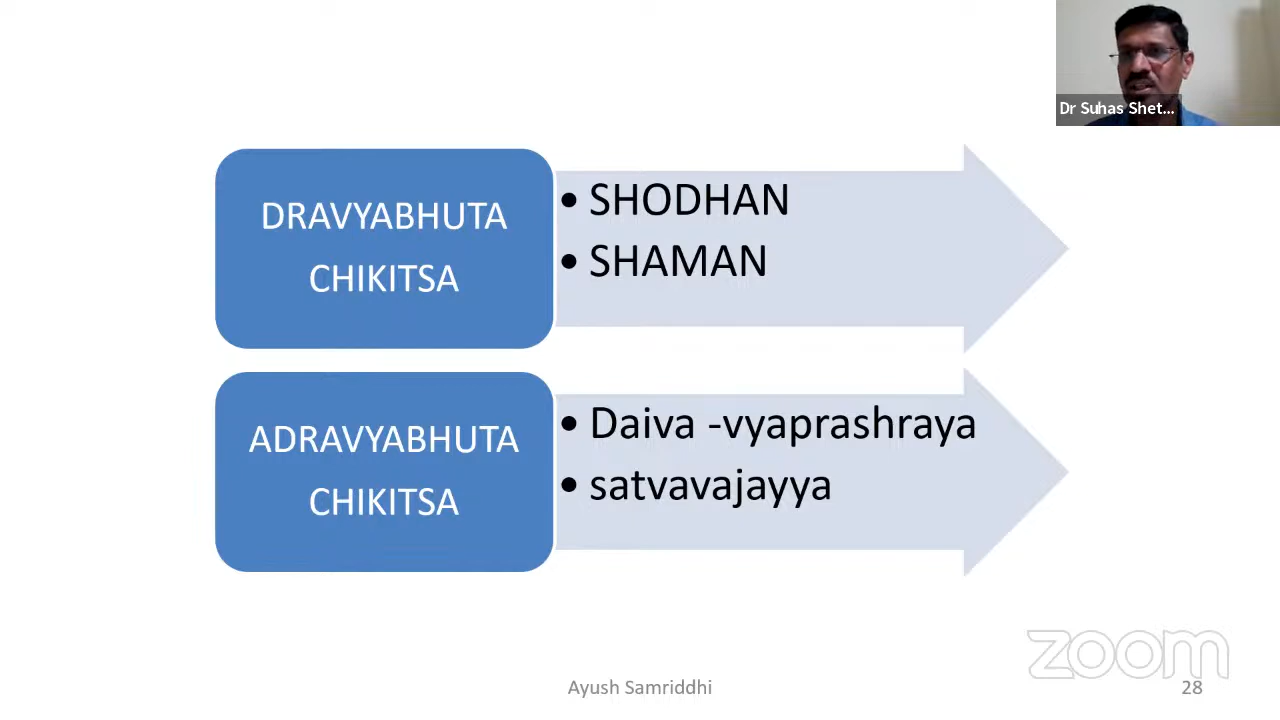 Dr Suhas Shet...
DRAVYABHUTA
CHIKITSA
• SHODHAN
• SHAMAN
ADRAVYABHUTA
CHIKITSA
• Daiva -vyaprashraya
• satvavajayya
zoom
Ayush Samriddhi
28